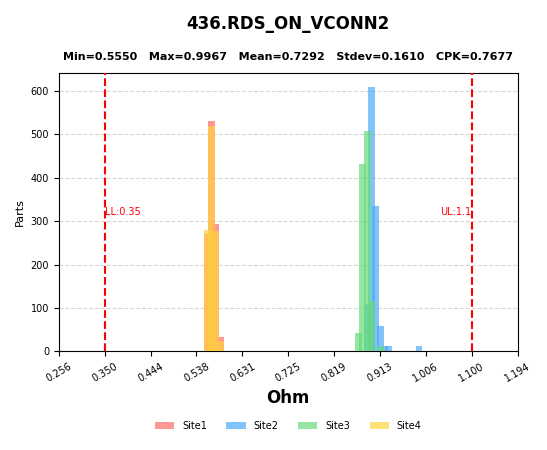 436.RDS_ON_VCONN2
Min=0.5550 Max=0.9967 Mean=0.7292 Stdev=0.1610 CPK=0.7677
600
500
400
300
200
100
0
Parts
LL:0.35
UL:1.1
0.256 0.350 0.444 0.538 0.631 0.725 0.819 0.913 1.006 1.100 1.194
Ohm
Site1 Site2 Site3 Site4